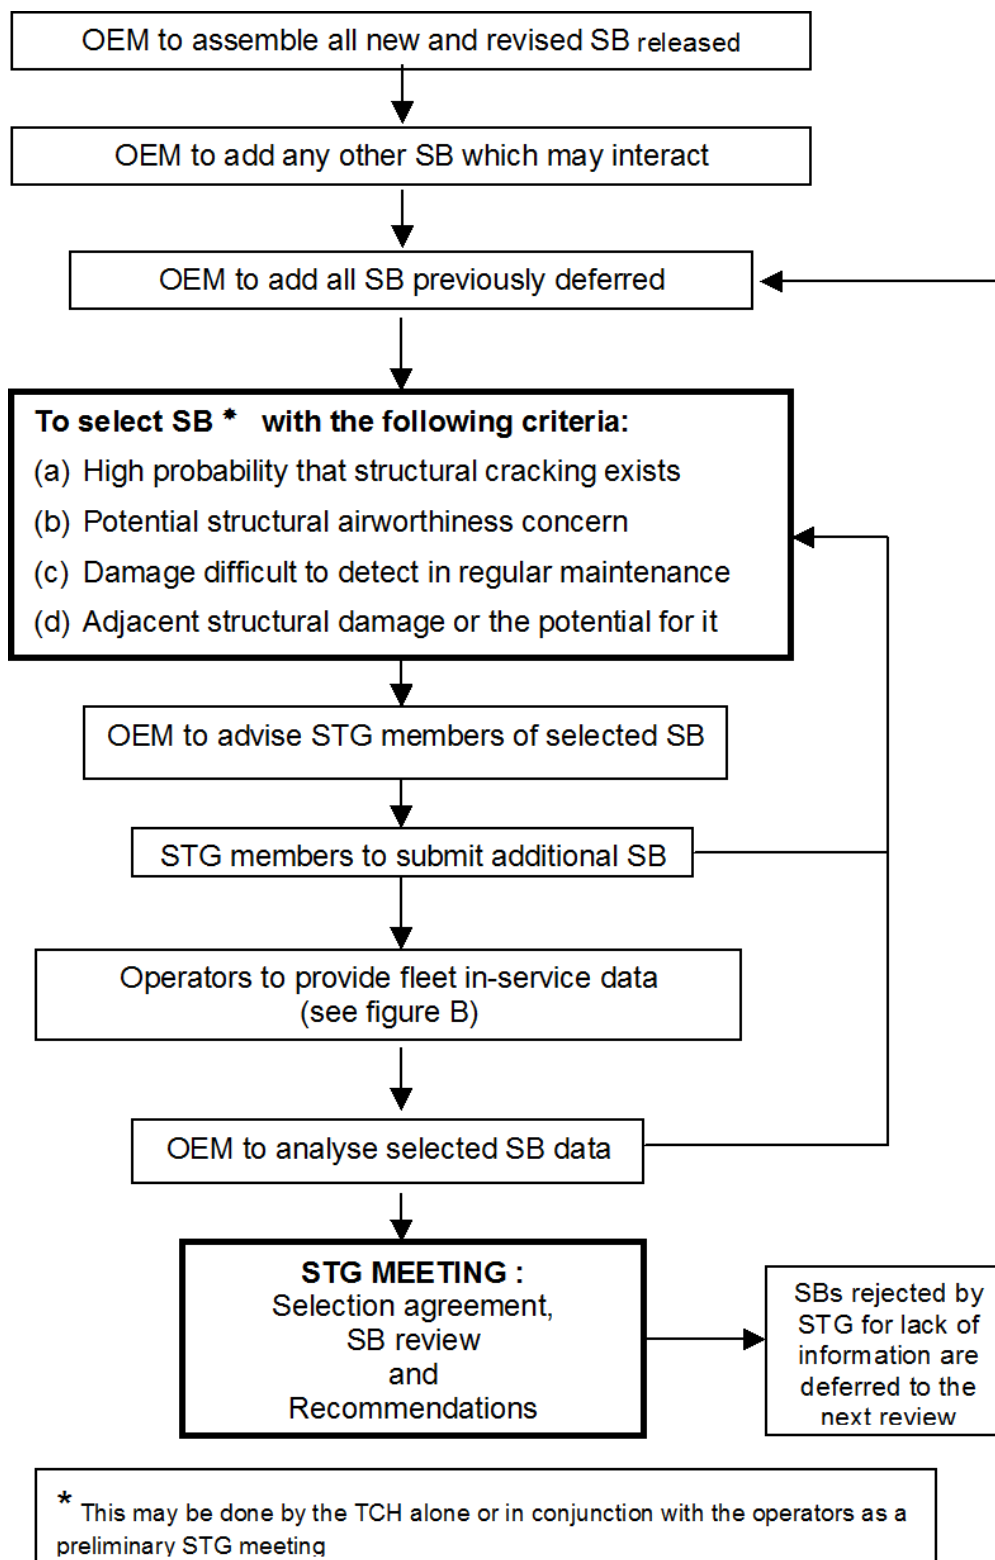 OEM to assemble all new and revised SB released
OEM to add any other SB which may interact
OEM to add all SB previously deferred
To select SB * with the following criteria:
(a) High probability that structural cracking exists
(b) Potential structural airworthiness concern
(c) Damage difficult to detect in regular maintenance
(d) Adjacent structural damage or the potential for it
OEM to advise STG members of selected SB
STG members to submit additional SB
Operators to provide fleet in-service data
(see figure B)
OEM to analyse selected SB data
STG MEETING :
Selection agreement,
SB review
and
Recommendations
SBs rejected by
STG for lack of
information are
deferred to the
next review
* This may be done by the TCH alone or in conjunction with the operators as a
preliminary STG meeting